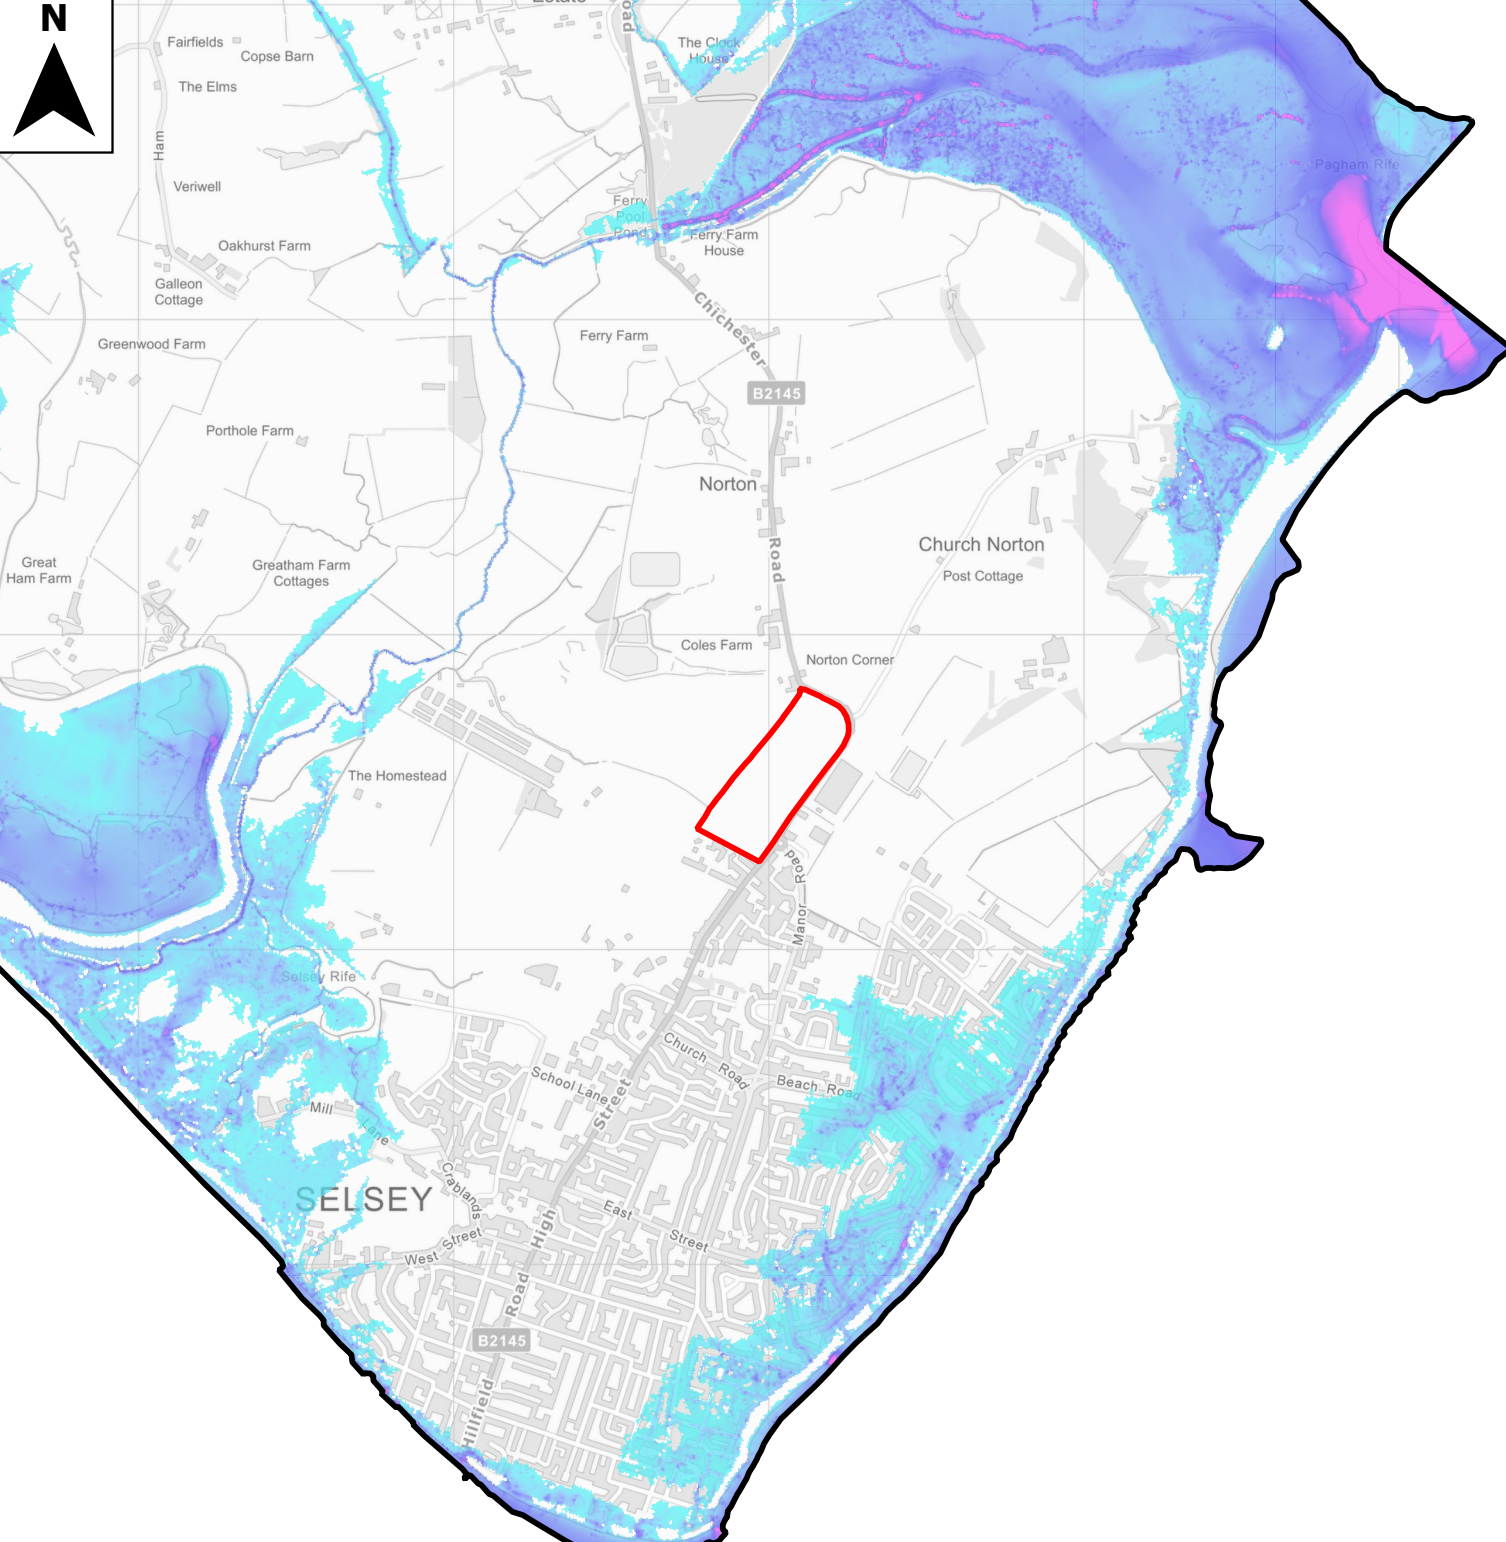 N
Estate
Road
Fairfields
Copse Barn
The Clock
House
The Elms
Ham
Pagham Rife
Veriwell
Ferry
Pool
Pond
Oakhurst Farm
Ferry Farm
House
Galleon
Cottage
Chichester
Greenwood Farm
Ferry Farm
B2145
Porthole Farm
Norton
Road
Church Norton
Great
Ham Farm
Greatham Farm
Cottages
Post Cottage
Coles Farm
Norton Corner
The Homestead
Manor Road
Selsey Rife
Church Road
School Lane
Beach Road
Mill Lane
Street
SELSEY
Crablands
East Street
High
West Street
Road
B2145
Hillfield